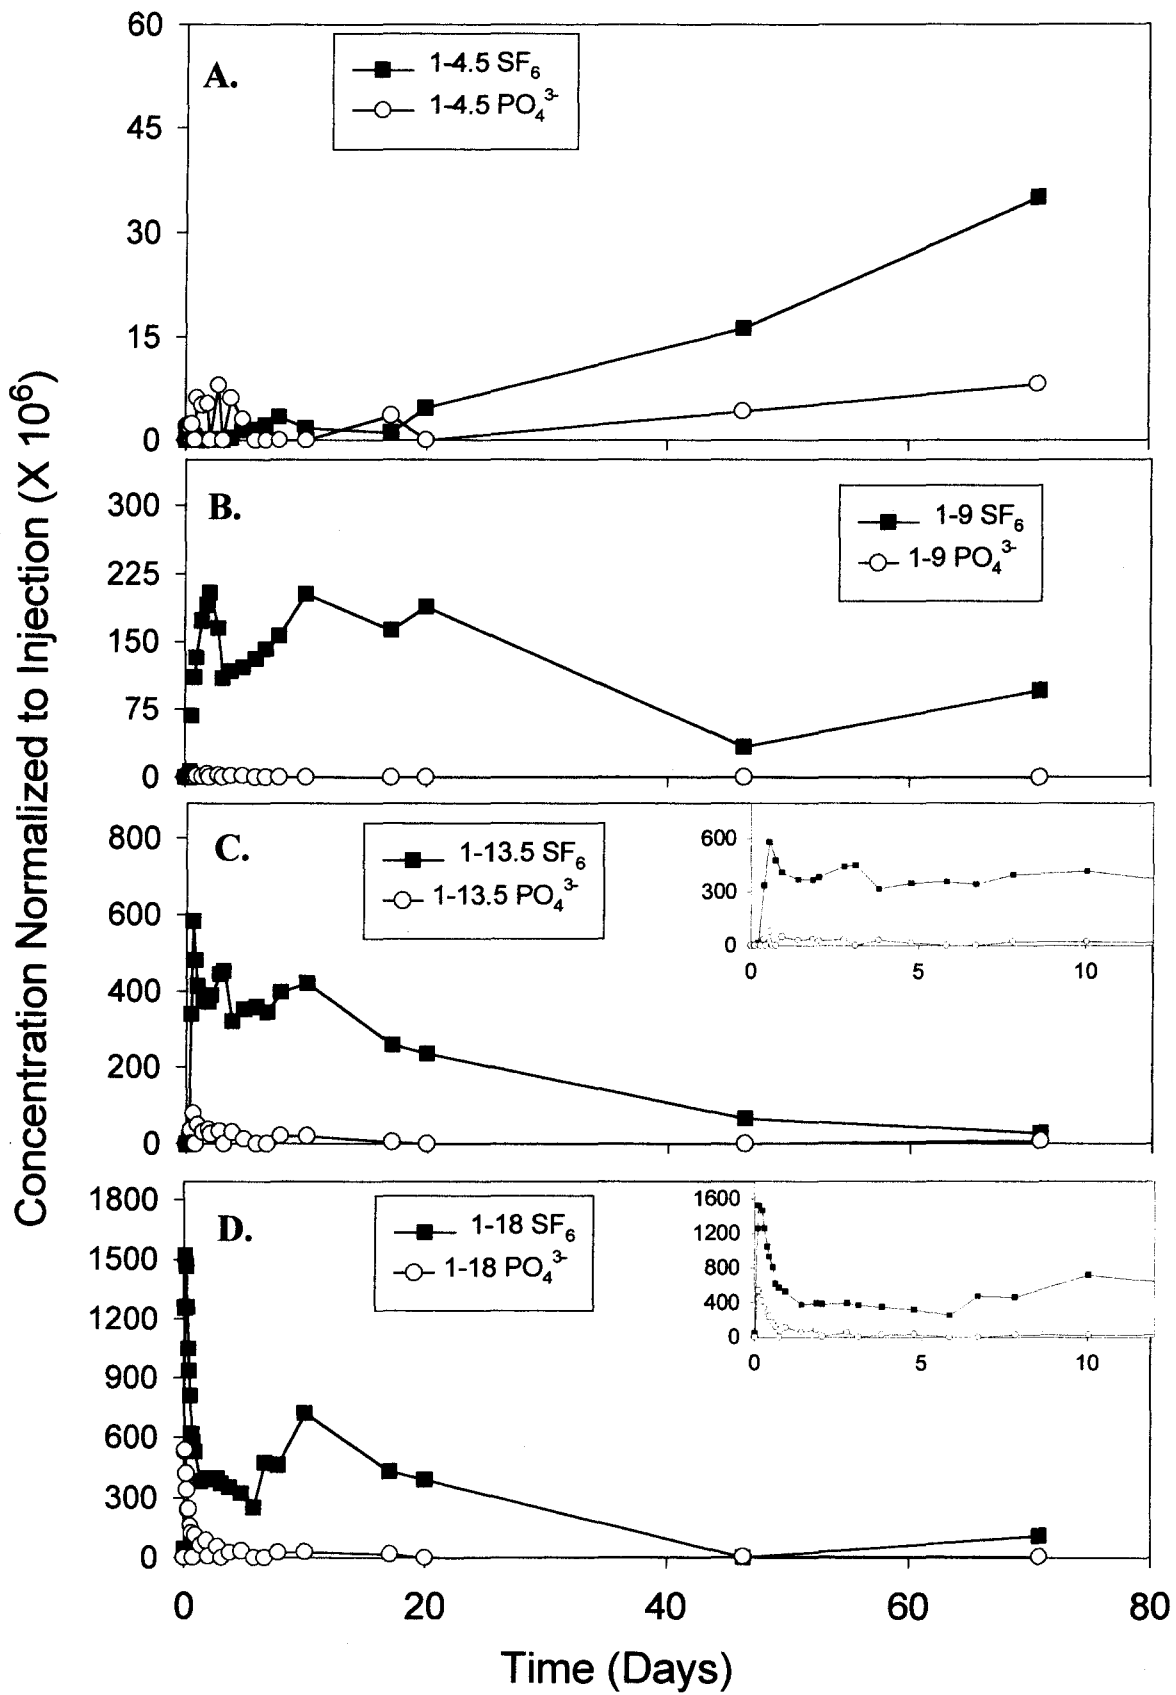 Concentration Normalized to Injection (X 10⁶)
60
A.
1-4.5 SF₆
1-4.5 PO₄³⁻
45
30
15
0
B.
1-9 SF₆
1-9 PO₄³⁻
300
225
150
75
0
C.
1-13.5 SF₆
1-13.5 PO₄³⁻
800
600
400
200
0
600
300
0
0 5 10
D.
1-18 SF₆
1-18 PO₄³⁻
1800
1500
1200
900
600
300
0
1600
1200
800
400
0
0 5 10
0 20 40 60 80
Time (Days)